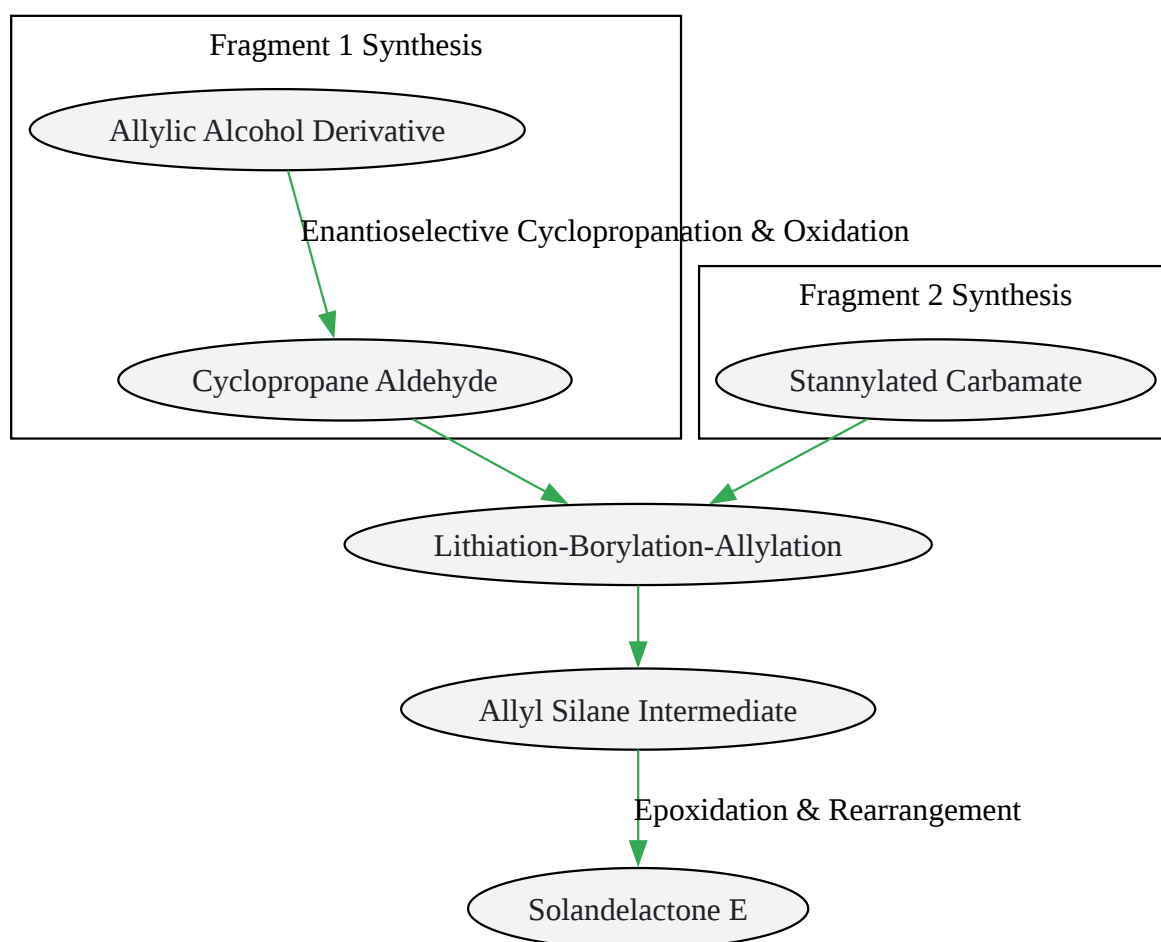 Fragment 1 Synthesis
Allylic Alcohol Derivative
Enantioselective Cyclopropanation & Oxidation
Fragment 2 Synthesis
Cyclopropane Aldehyde
Stannylated Carbamate
Lithiation-Borylation-Allylation
Allyl Silane Intermediate
Epoxidation & Rearrangement
Solandelactone E